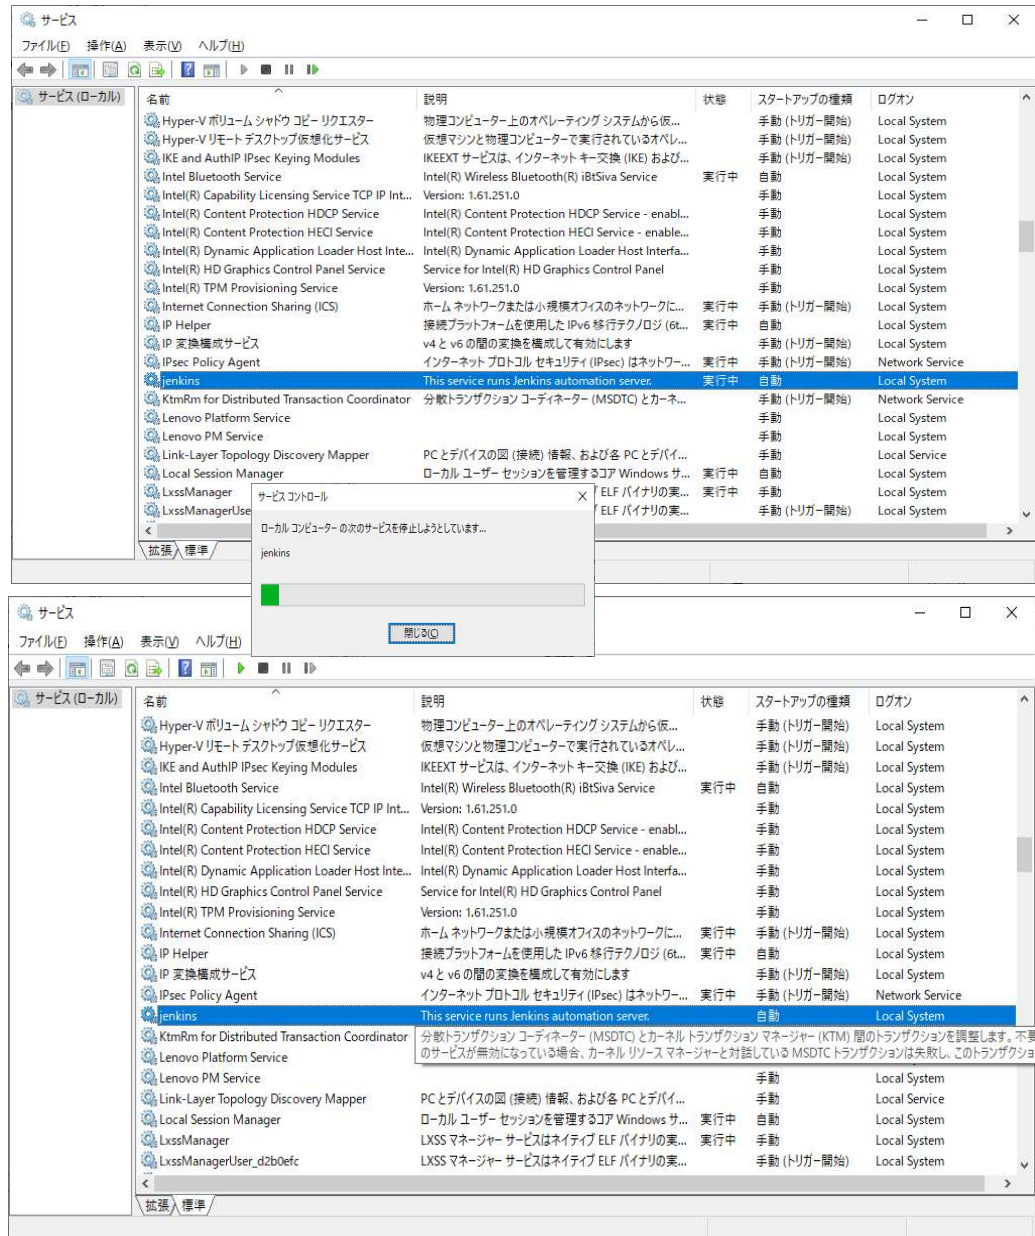 サービス
ファイル(F) 操作(A) 表示(V) ヘルプ(H)
サービス (ローカル)
名前 説明 状態 スタートアップの種類 ログオン
Hyper-V ボリューム シャドウ コピー リクエスター 物理コンピューター上のオペレーティング システムから仮... 手動 (トリガー開始) Local System
Hyper-V リモート デスクトップ仮想化サービス 仮想マシンと物理コンピューターで実行されているオペレ... 手動 (トリガー開始) Local System
IKE and AuthIP IPsec Keying Modules IKEEXT サービスは、インターネット キー交換 (IKE) および... 手動 (トリガー開始) Local System
Intel Bluetooth Service Intel(R) Wireless Bluetooth(R) iBtSiva Service 実行中 自動 Local System
Intel(R) Capability Licensing Service TCP IP Int... Version: 1.61.251.0 手動 Local System
Intel(R) Content Protection HDCP Service Intel(R) Content Protection HDCP Service - enabl... 手動 Local System
Intel(R) Content Protection HECI Service Intel(R) Content Protection HECI Service - enable... 手動 Local System
Intel(R) Dynamic Application Loader Host Inte... Intel(R) Dynamic Application Loader Host Interfa... 手動 Local System
Intel(R) HD Graphics Control Panel Service Service for Intel(R) HD Graphics Control Panel 手動 Local System
Intel(R) TPM Provisioning Service Version: 1.61.251.0 手動 Local System
Internet Connection Sharing (ICS) ホーム ネットワークまたは小規模オフィスのネットワークに... 実行中 手動 (トリガー開始) Local System
IP Helper 接続プラットフォームを使用した IPv6 移行テクノロジ (6t... 実行中 自動 Local System
IP 変換構成サービス v4 と v6 の間の変換を構成して有効にします 手動 (トリガー開始) Local System
IPsec Policy Agent インターネット プロトコル セキュリティ (IPsec) はネットワー... 実行中 手動 (トリガー開始) Network Service
jenkins This service runs Jenkins automation server. 実行中 自動 Local System
KtmRm for Distributed Transaction Coordinator 分散トランザクション コーディネーター (MSDTC) とカーネ... 手動 (トリガー開始) Network Service
Lenovo Platform Service 手動 Local System
Lenovo PM Service 手動 Local System
Link-Layer Topology Discovery Mapper PC とデバイスの図 (接続) 情報、および各 PC とデバイ... 手動 Local Service
Local Session Manager ローカル ユーザー セッションを管理するコア Windows サ... 実行中 自動 Local System
LxssManager ブ ELF バイナリの実... 実行中 手動 Local System
LxssManagerUse ELF バイナリの実... 手動 (トリガー開始) Local System
拡張 標準
サービス コントロール
ローカル コンピューター の次のサービスを停止しようとしています...
jenkins
閉じる(C)
サービス
ファイル(F) 操作(A) 表示(V) ヘルプ(H)
サービス (ローカル)
名前 説明 状態 スタートアップの種類 ログオン
Hyper-V ボリューム シャドウ コピー リクエスター 物理コンピューター上のオペレーティング システムから仮... 手動 (トリガー開始) Local System
Hyper-V リモート デスクトップ仮想化サービス 仮想マシンと物理コンピューターで実行されているオペレ... 手動 (トリガー開始) Local System
IKE and AuthIP IPsec Keying Modules IKEEXT サービスは、インターネット キー交換 (IKE) および... 手動 (トリガー開始) Local System
Intel Bluetooth Service Intel(R) Wireless Bluetooth(R) iBtSiva Service 実行中 自動 Local System
Intel(R) Capability Licensing Service TCP IP Int... Version: 1.61.251.0 手動 Local System
Intel(R) Content Protection HDCP Service Intel(R) Content Protection HDCP Service - enabl... 手動 Local System
Intel(R) Content Protection HECI Service Intel(R) Content Protection HECI Service - enable... 手動 Local System
Intel(R) Dynamic Application Loader Host Inte... Intel(R) Dynamic Application Loader Host Interfa... 手動 Local System
Intel(R) HD Graphics Control Panel Service Service for Intel(R) HD Graphics Control Panel 手動 Local System
Intel(R) TPM Provisioning Service Version: 1.61.251.0 手動 Local System
Internet Connection Sharing (ICS) ホーム ネットワークまたは小規模オフィスのネットワークに... 実行中 手動 (トリガー開始) Local System
IP Helper 接続プラットフォームを使用した IPv6 移行テクノロジ (6t... 実行中 自動 Local System
IP 変換構成サービス v4 と v6 の間の変換を構成して有効にします 手動 (トリガー開始) Local System
IPsec Policy Agent インターネット プロトコル セキュリティ (IPsec) はネットワー... 実行中 手動 (トリガー開始) Network Service
jenkins This service runs Jenkins automation server. 自動 Local System
KtmRm for Distributed Transaction Coordinator 分散トランザクション コーディネーター (MSDTC) とカーネル トランザクション マネージャー (KTM) 間のトランザクションを調整します。不要
Lenovo Platform Service のサービスが無効になっている場合、カーネル リソース マネージャーと対話している MSDTC トランザクションは失敗し、このトランザクショ
Lenovo PM Service 手動 Local System
Link-Layer Topology Discovery Mapper PC とデバイスの図 (接続) 情報、および各 PC とデバイ... 手動 Local Service
Local Session Manager ローカル ユーザー セッションを管理するコア Windows サ... 実行中 自動 Local System
LxssManager LXSS マネージャー サービスはネイティブ ELF バイナリの実... 実行中 手動 Local System
LxssManagerUser_d2b0efc LXSS マネージャー サービスはネイティブ ELF バイナリの実... 手動 (トリガー開始) Local System
拡張 標準